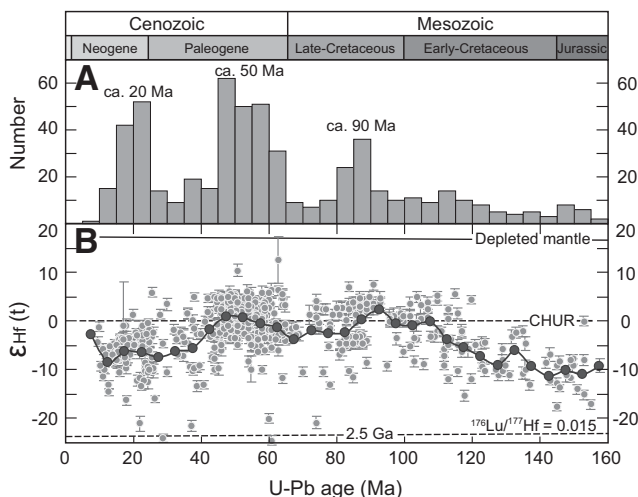 Cenozoic Mesozoic
Neogene Paleogene Late-Cretaceous Early-Cretaceous Jurassic
A
ca. 20 Ma
ca. 50 Ma
ca. 90 Ma
Number
60
40
20
60
40
20
B
Depleted mantle
CHUR
2.5 Ga
¹⁷⁶Lu/¹⁷⁷Hf = 0.015
εHf (t)
20
10
0
-10
-20
20
10
0
-10
-20
0 20 40 60 80 100 120 140 160
U-Pb age (Ma)